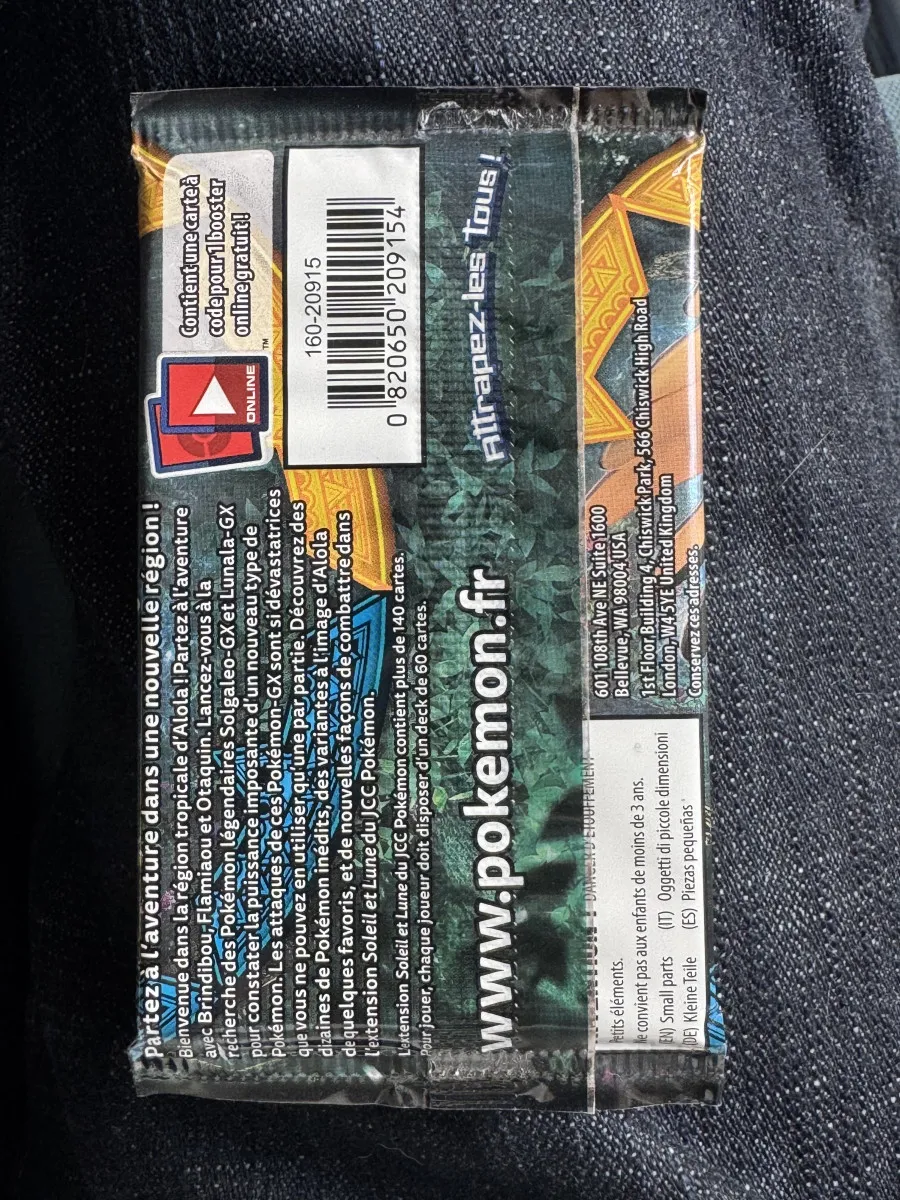 Partez à l'aventure dans une nouvelle région !
Bienvenue dans la région tropicale d'Alola ! Partez à l'aventure
avec Brindibou, Flamiaou et Otaquin. Lancez-vous à la
recherche des Pokémon légendaires Solgaleo-GX et Lunala-GX
pour constater la puissance imposante d'un nouveau type de
Pokémon. Les attaques de ces Pokémon-GX sont si dévastatrices
que vous ne pouvez en utiliser qu'une par partie. Découvrez des
dizaines de Pokémon inédits, des variantes à l'image d'Alola
de quelques favoris, et de nouvelles façons de combattre dans
l'extension Soleil et Lune du JCC Pokémon.
L'extension Soleil et Lune du JCC Pokémon contient plus de 140 cartes.
Pour jouer, chaque joueur doit disposer d'un deck de 60 cartes.
ONLINE
TM
Contient une carte à
code pour 1 booster
online gratuit !
160-20915
0 820650 209154
www.pokemon.fr
Attrapez-les tous !
DANGER D'ÉTOUFFEMENT
Petits éléments.
Ne convient pas aux enfants de moins de 3 ans.
(EN) Small parts (IT) Oggetti di piccole dimensioni
(DE) Kleine Teile (ES) Piezas pequeñas
601 108th Ave NE Suite 1600
Bellevue, WA 98004 USA
1st Floor Building 4, Chiswick Park, 566 Chiswick High Road
London, W4 5YE United Kingdom
Conservez ces adresses.